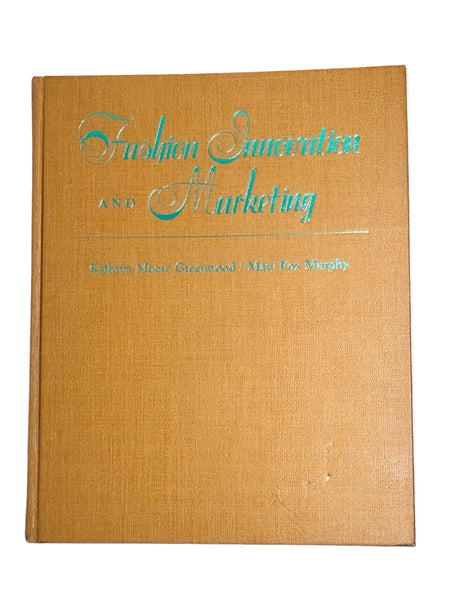 Fashion Innovation
AND Marketing
Kathryn Moore Greenwood / Mary Fox Murphy